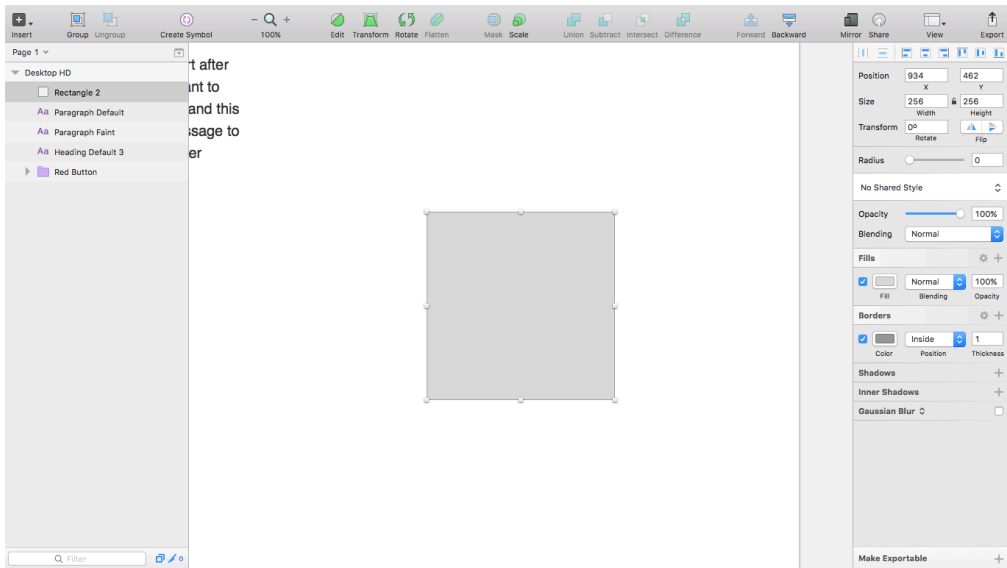 Insert Group Ungroup Create Symbol 100% Edit Transform Rotate Flatten Mask Scale Union Subtract Intersect Difference Forward Backward Mirror Share View Export
Page 1
Desktop HD
Rectangle 2
Aa Paragraph Default
Aa Paragraph Faint
Aa Heading Default 3
Red Button
Filter
0
rt after
ant to
and this
ssage to
er
Position 934 462
X Y
Size 256 256
Width Height
Transform 0º
Rotate Flip
Radius 0
No Shared Style
Opacity 100%
Blending Normal
Fills
Normal 100%
Fill Blending Opacity
Borders
Inside 1
Color Position Thickness
Shadows
Inner Shadows
Gaussian Blur
Make Exportable